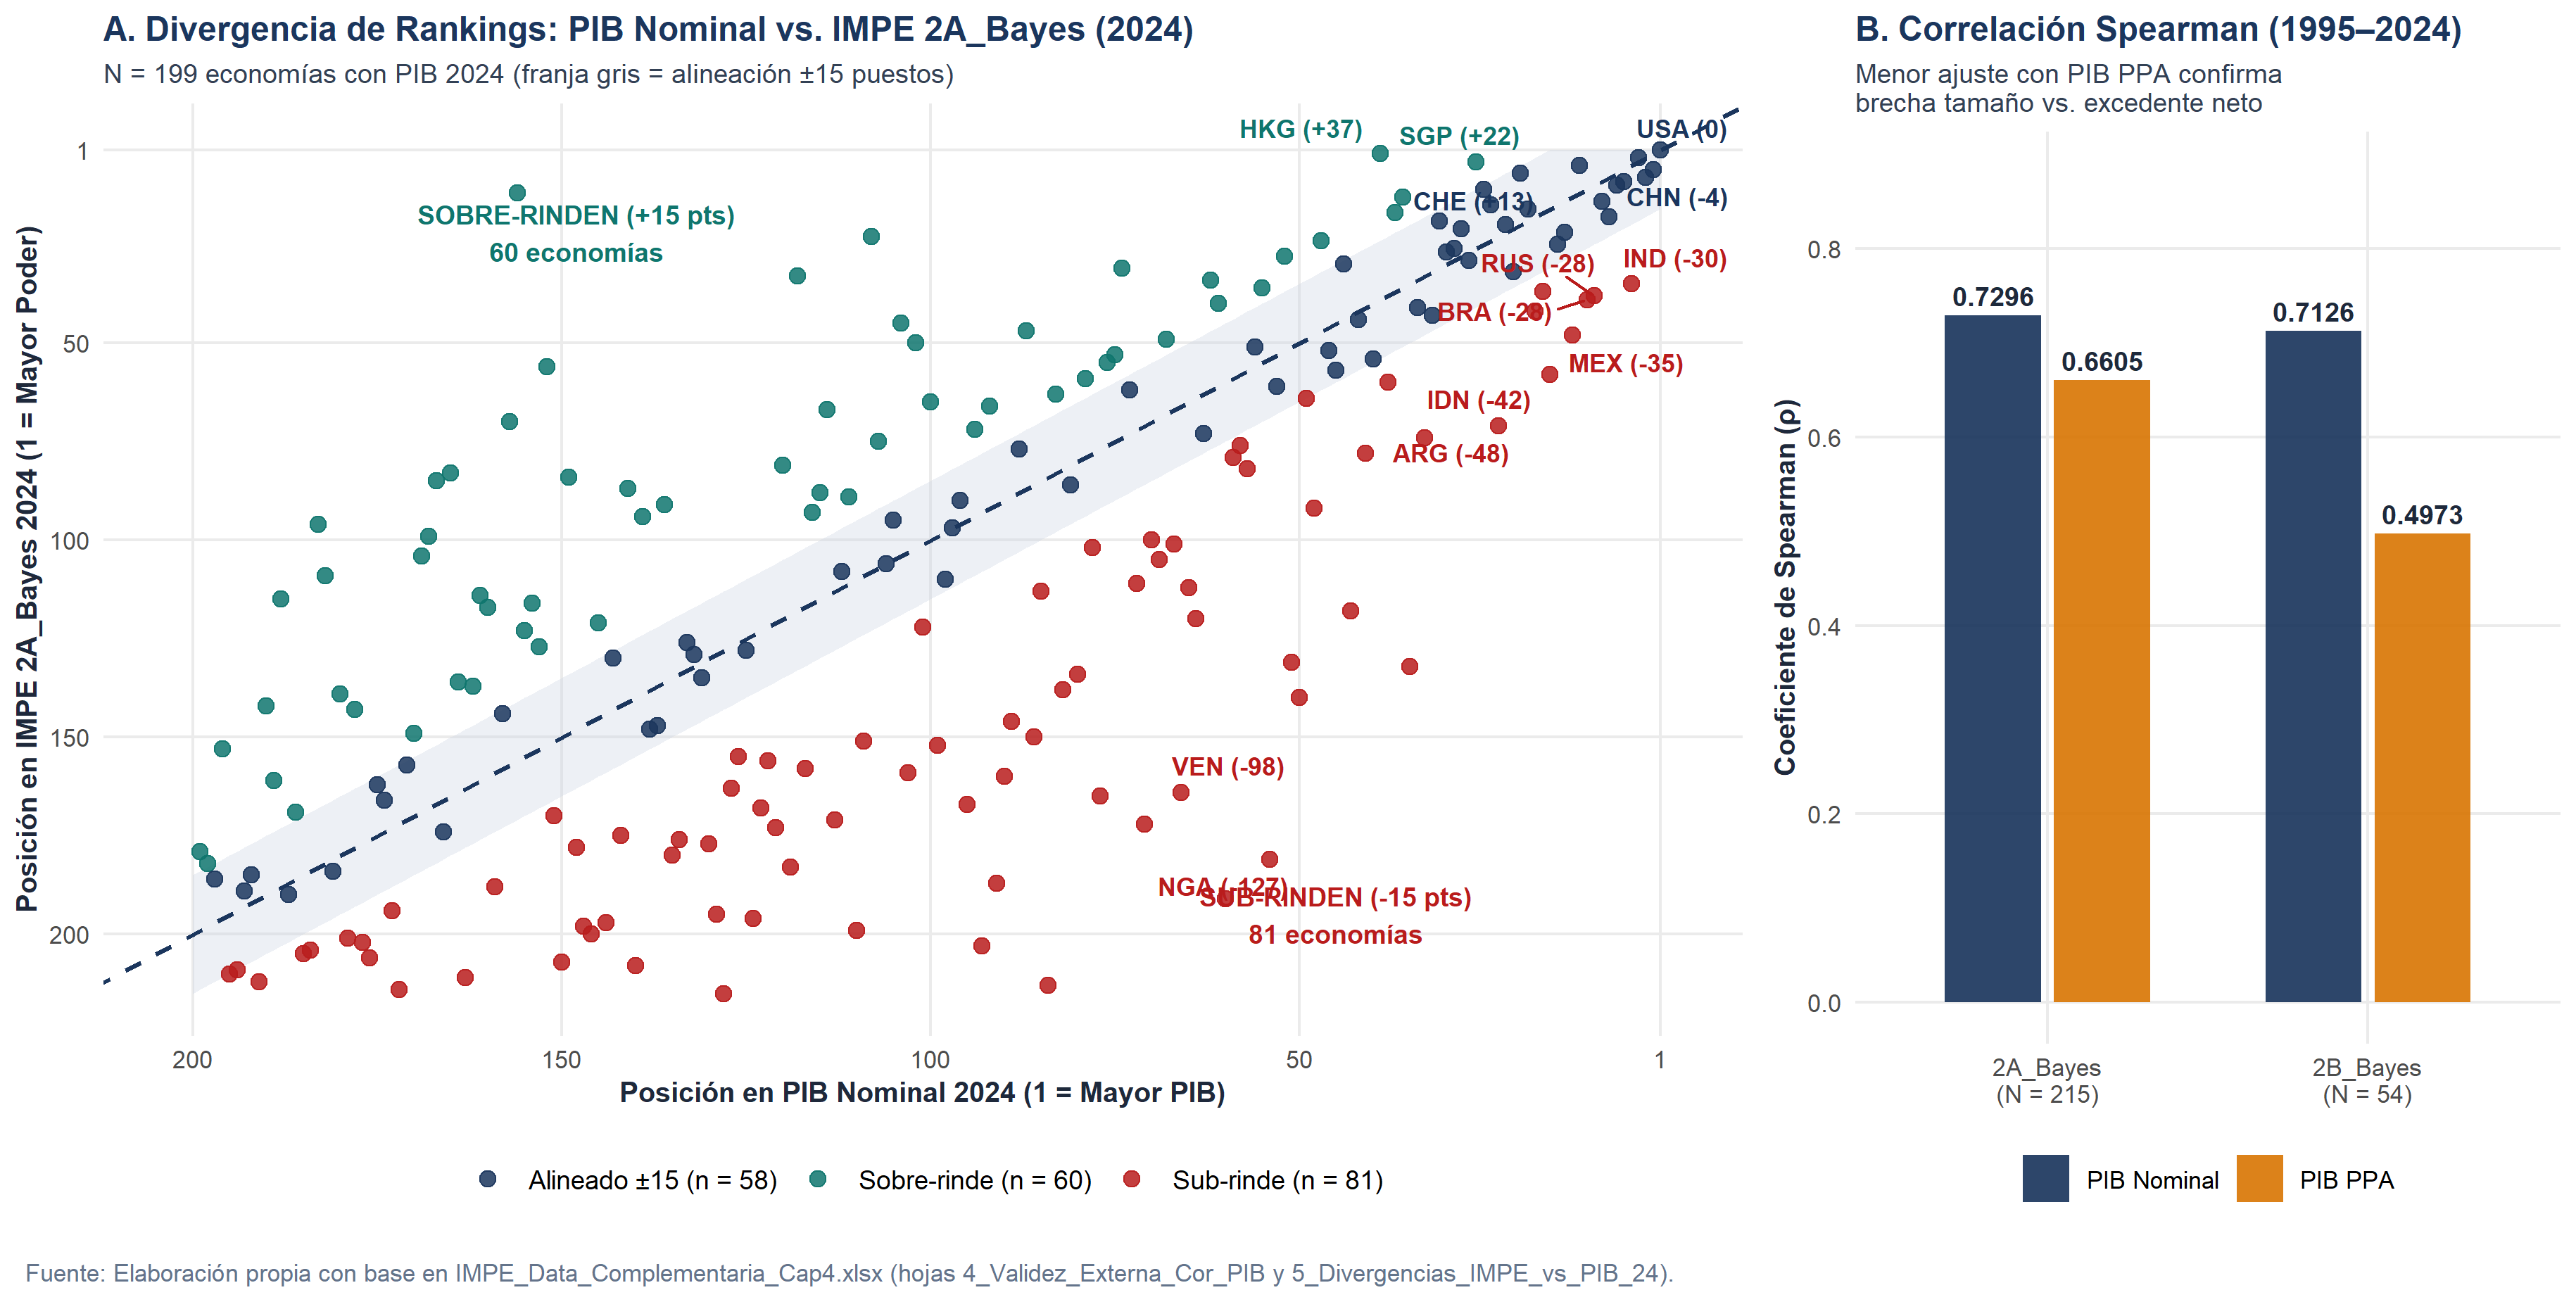 A. Divergencia de Rankings: PIB Nominal vs. IMPE 2A_Bayes (2024)
N = 199 economías con PIB 2024 (franja gris = alineación ±15 puestos)
Posición en IMPE 2A_Bayes 2024 (1 = Mayor Poder)
1
50
100
150
200
HKG (+37)
SGP (+22)
USA (0)
SOBRE-RINDEN (+15 pts)
60 economías
CHE (+13)
CHN (-4)
RUS (-28)
IND (-30)
BRA (-28)
MEX (-35)
IDN (-42)
ARG (-48)
VEN (-98)
NGA (-127)
SUB-RINDEN (-15 pts)
81 economías
200
150
100
50
1
Posición en PIB Nominal 2024 (1 = Mayor PIB)
Alineado ±15 (n = 58)
Sobre-rinde (n = 60)
Sub-rinde (n = 81)
B. Correlación Spearman (1995–2024)
Menor ajuste con PIB PPA confirma
brecha tamaño vs. excedente neto
Coeficiente de Spearman (ρ)
0.8
0.6
0.4
0.2
0.0
0.7296
0.6605
0.7126
0.4973
2A_Bayes
(N = 215)
2B_Bayes
(N = 54)
PIB Nominal
PIB PPA
Fuente: Elaboración propia con base en IMPE_Data_Complementaria_Cap4.xlsx (hojas 4_Validez_Externa_Cor_PIB y 5_Divergencias_IMPE_vs_PIB_24).